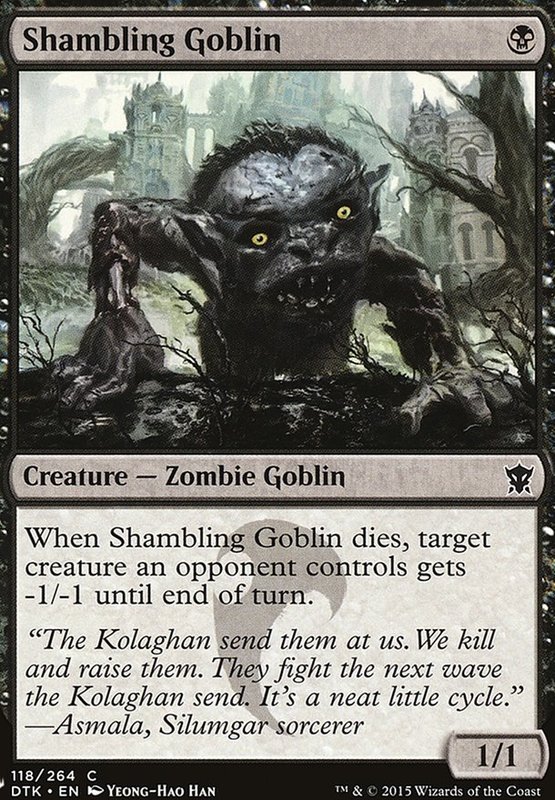 Shambling Goblin
Creature — Zombie Goblin
When Shambling Goblin dies, target
creature an opponent controls gets
-1/-1 until end of turn.
“The Kolaghan send them at us. We kill
and raise them. They fight the next wave
the Kolaghan send. It’s a neat little cycle.”
—Asmala, Silumgar sorcerer
1/1
118/264 C
DTK • EN Yeong-Hao Han
™ & © 2015 Wizards of the Coast